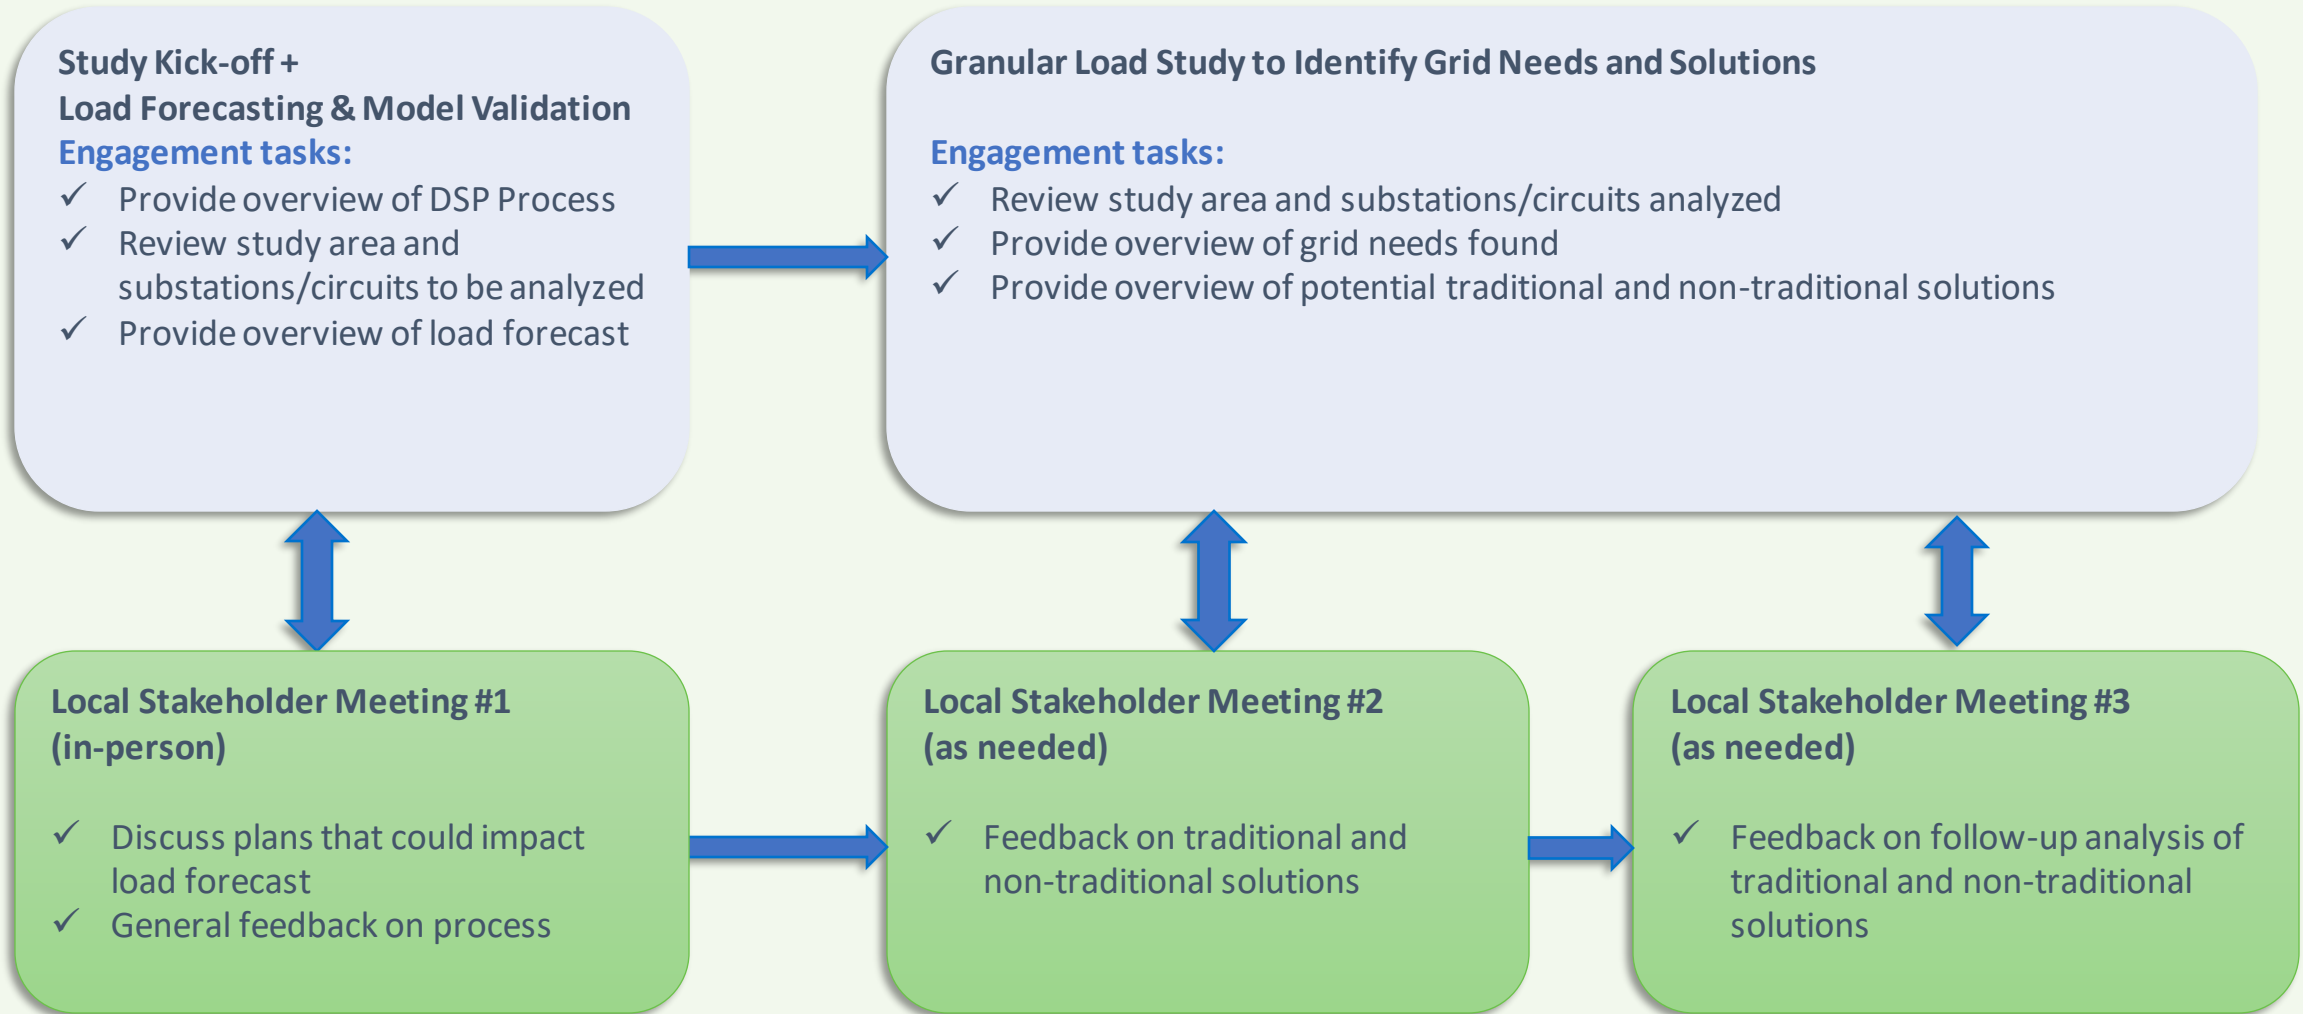 Study Kick-off +
Load Forecasting & Model Validation
Engagement tasks:
✓ Provide overview of DSP Process
✓ Review study area and
substations/circuits to be analyzed
✓ Provide overview of load forecast
Granular Load Study to Identify Grid Needs and Solutions
Engagement tasks:
✓ Review study area and substations/circuits analyzed
✓ Provide overview of grid needs found
✓ Provide overview of potential traditional and non-traditional solutions
Local Stakeholder Meeting #1
(in-person)
✓ Discuss plans that could impact
load forecast
✓ General feedback on process
Local Stakeholder Meeting #2
(as needed)
✓ Feedback on traditional and
non-traditional solutions
Local Stakeholder Meeting #3
(as needed)
✓ Feedback on follow-up analysis of
traditional and non-traditional
solutions